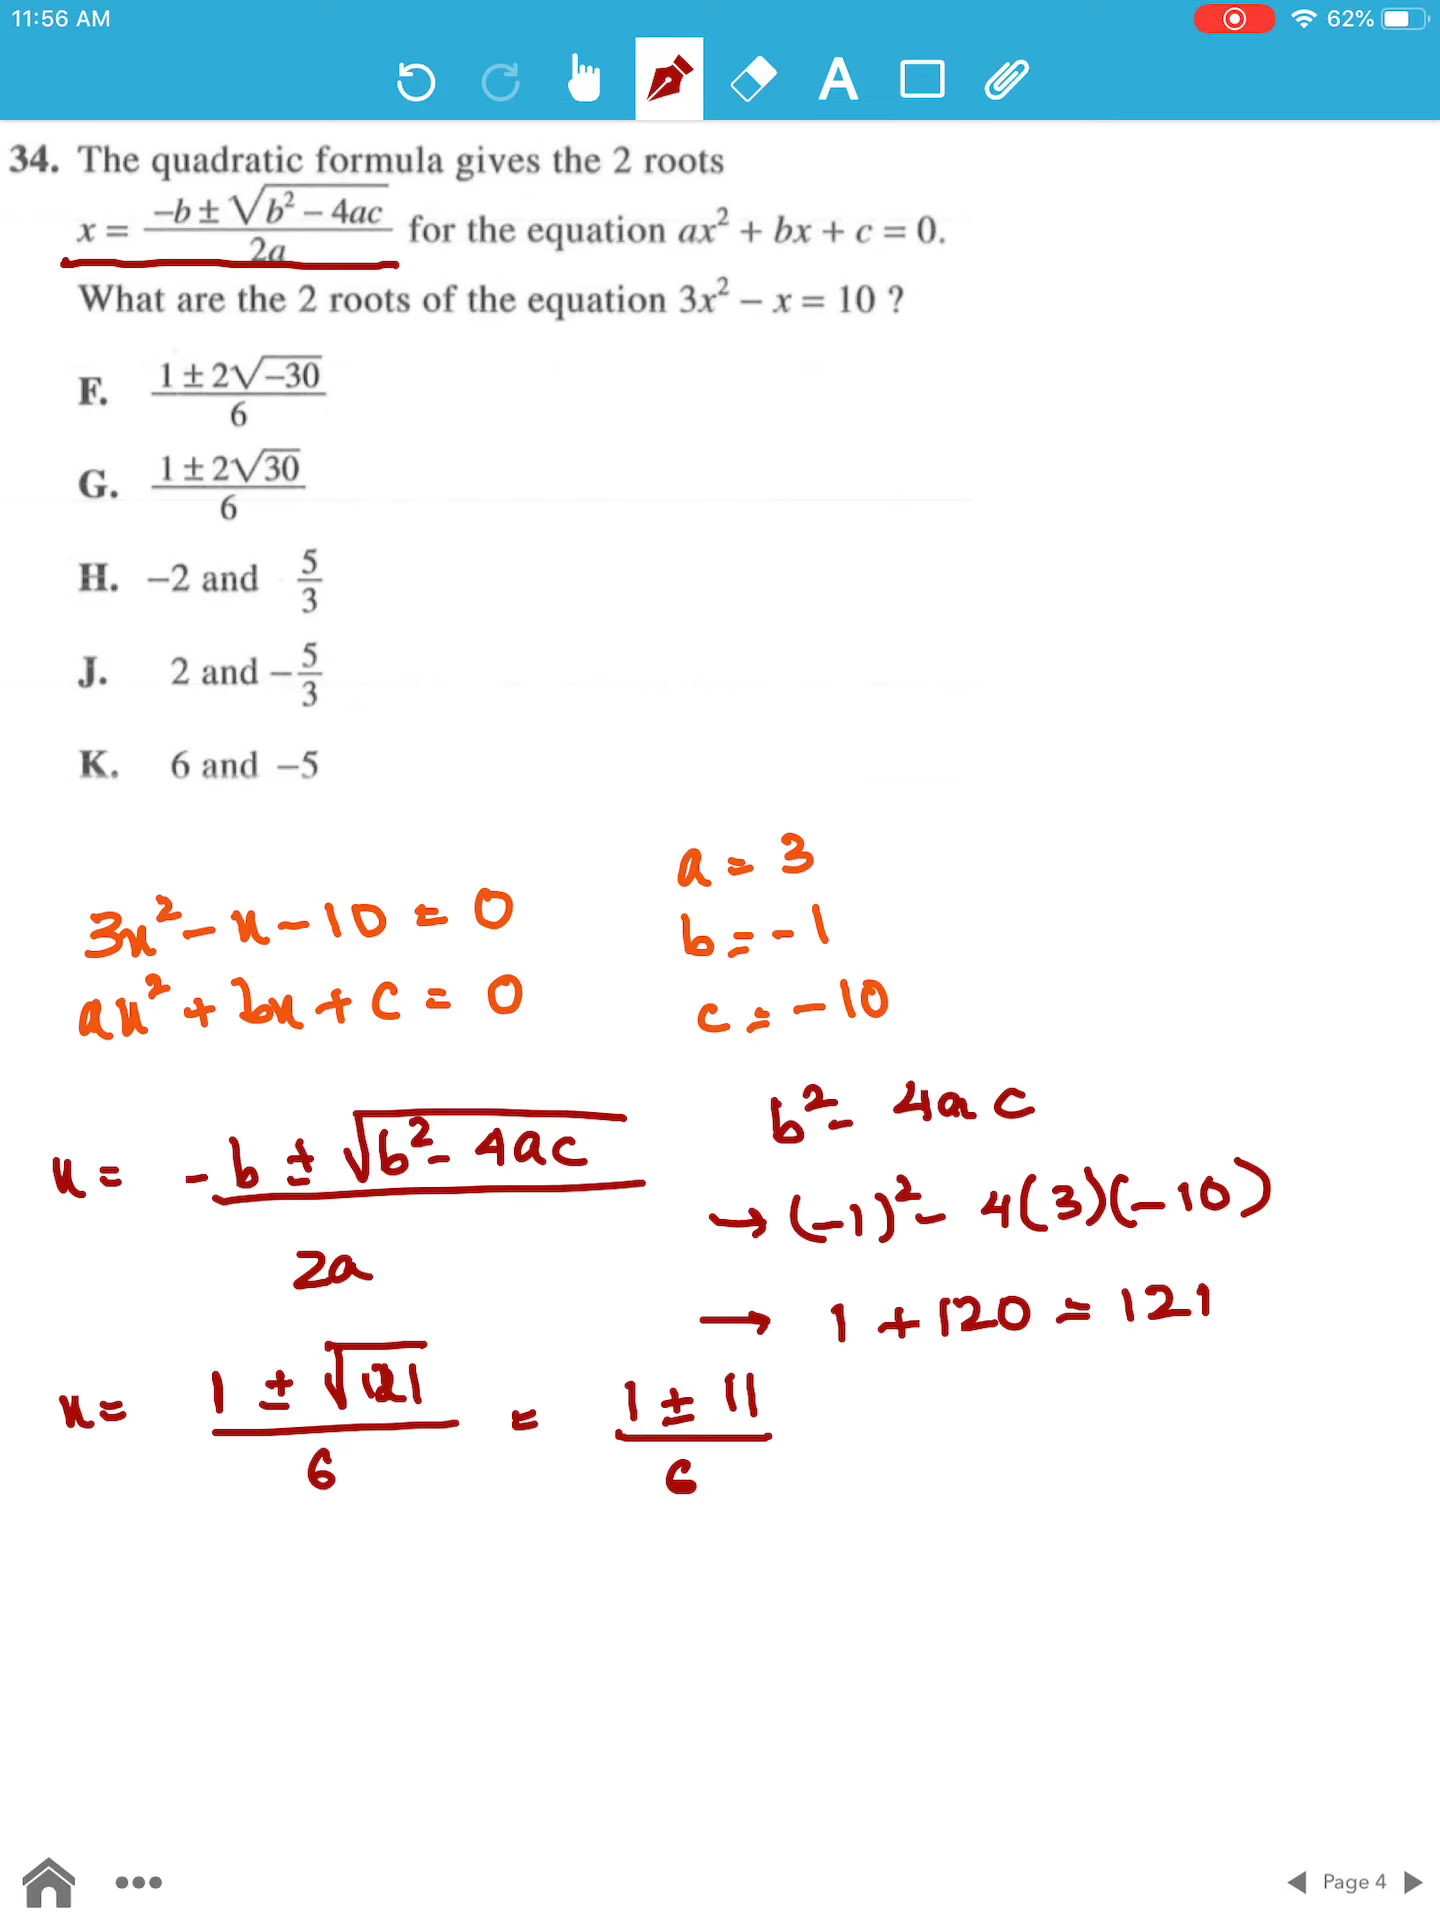 11:56 AM
62%
A
34. The quadratic formula gives the 2 roots
x = (−b ± √(b² − 4ac)) / 2a for the equation ax² + bx + c = 0.
What are the 2 roots of the equation 3x² − x = 10 ?
F. (1 ± 2√−30) / 6
G. (1 ± 2√30) / 6
H. −2 and 5/3
J. 2 and −5/3
K. 6 and −5
3x² − x − 10 = 0
ax² + bx + c = 0
a = 3
b = −1
c = −10
x = (−b ± √(b² − 4ac)) / 2a
b² − 4ac
→ (−1)² − 4(3)(−10)
→ 1 + 120 = 121
x = (1 ± √121) / 6 = (1 ± 11) / 6
Page 4